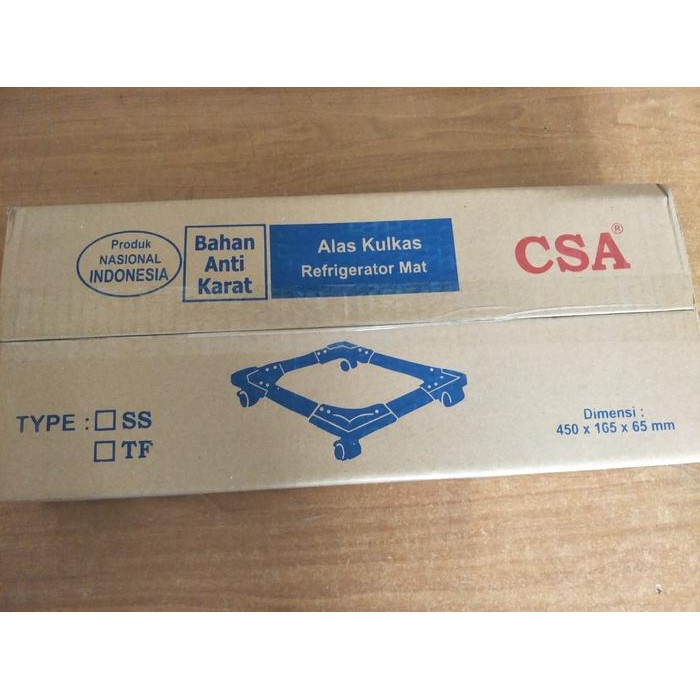 Produk
NASIONAL
INDONESIA
Bahan
Anti
Karat
Alas Kulkas
Refrigerator Mat
CSA®
TYPE : ☐ SS
☐ TF
Dimensi :
450 x 165 x 65 mm